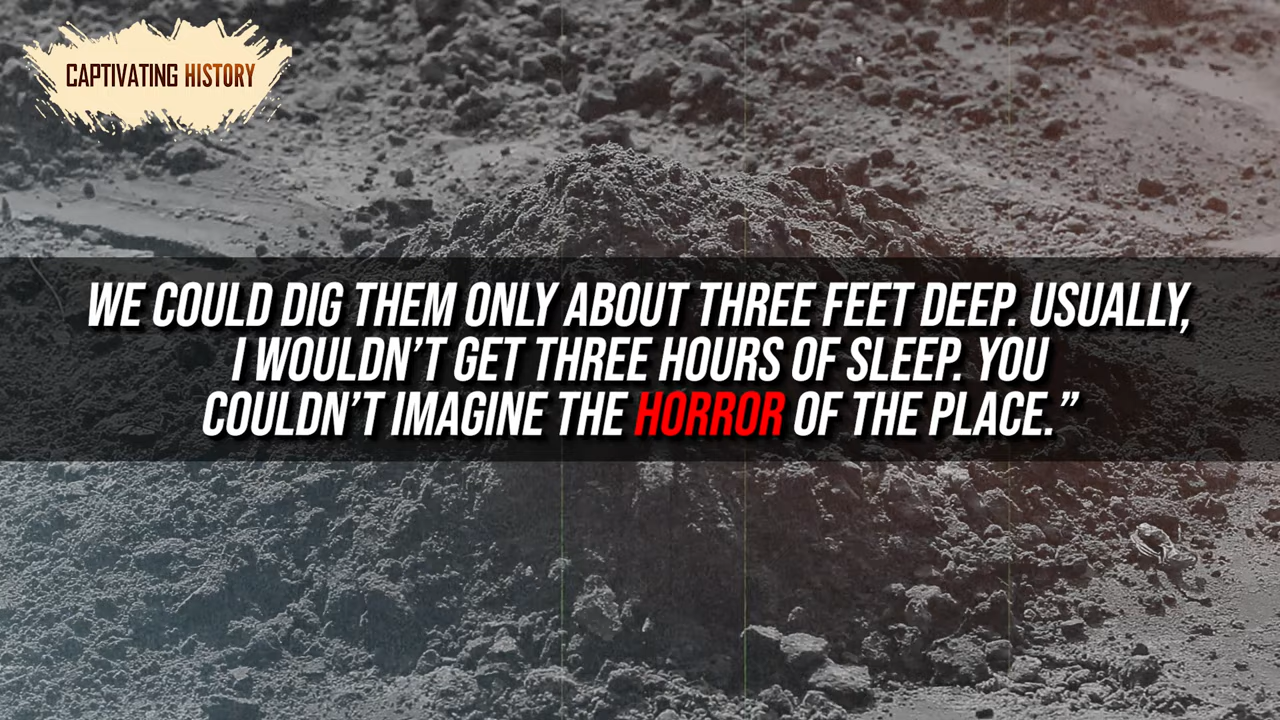 CAPTIVATING HISTORY
WE COULD DIG THEM ONLY ABOUT THREE FEET DEEP. USUALLY,
I WOULDN’T GET THREE HOURS OF SLEEP. YOU
COULDN’T IMAGINE THE HORROR OF THE PLACE.”